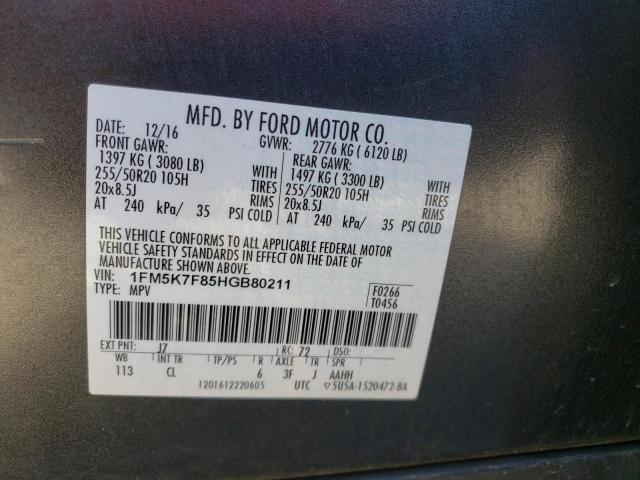 MFD. BY FORD MOTOR CO.
DATE: 12/16 GVWR: 2776 KG ( 6120 LB)
FRONT GAWR: REAR GAWR:
1397 KG ( 3080 LB) 1497 KG ( 3300 LB)
255/50R20 105H WITH TIRES 255/50R20 105H WITH TIRES
20x8.5J RIMS 20x8.5J RIMS
AT 240 kPa/ 35 PSI COLD AT 240 kPa/ 35 PSI COLD
THIS VEHICLE CONFORMS TO ALL APPLICABLE FEDERAL MOTOR
VEHICLE SAFETY STANDARDS IN EFFECT ON THE DATE OF
MANUFACTURE SHOWN ABOVE.
VIN: 1FM5K7F85HGB80211 F0266
TYPE: MPV T0456
EXT PNT: J7 RC: 72 DSO:
WB INT TR TP/PS R AXLE TR SPR
113 CL 6 3F J AAHH
1201612220605 UTC ▽5U5A-1520472-BA